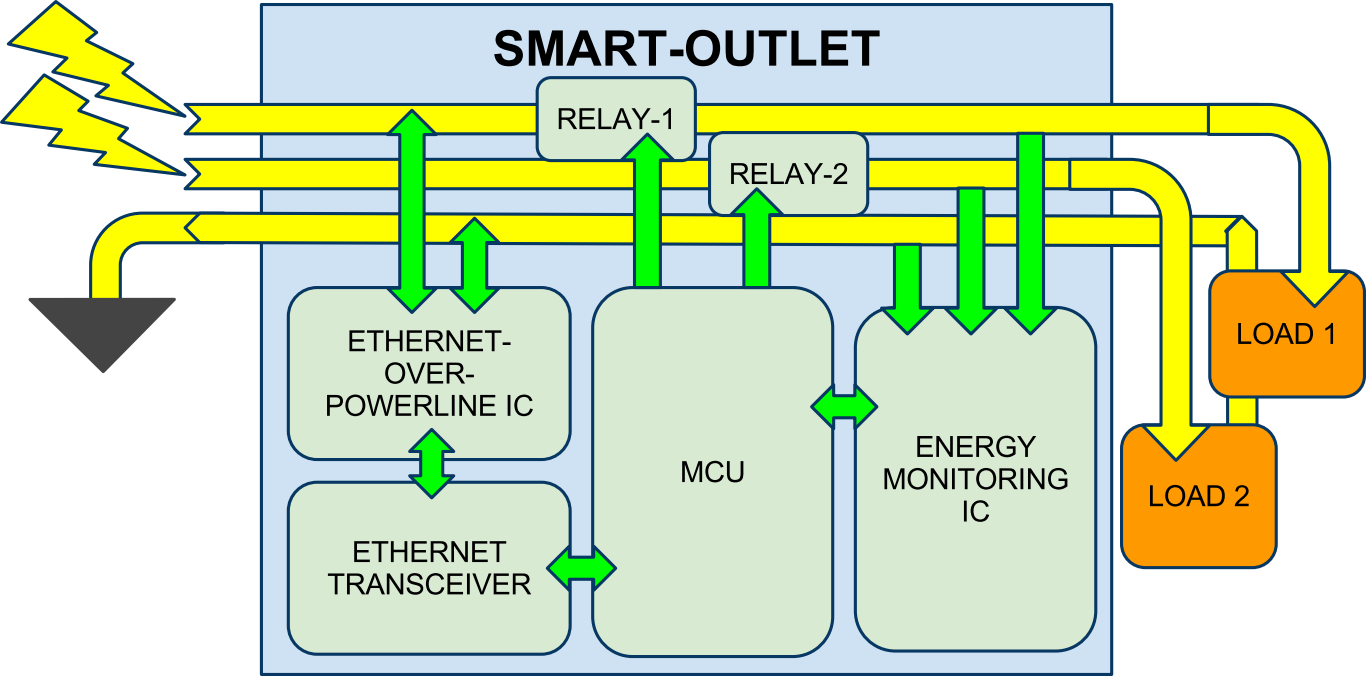 SMART-OUTLET
RELAY-1
RELAY-2
ETHERNET-
OVER-
POWERLINE IC
MCU
ENERGY
MONITORING
IC
ETHERNET
TRANSCEIVER
LOAD 1
LOAD 2